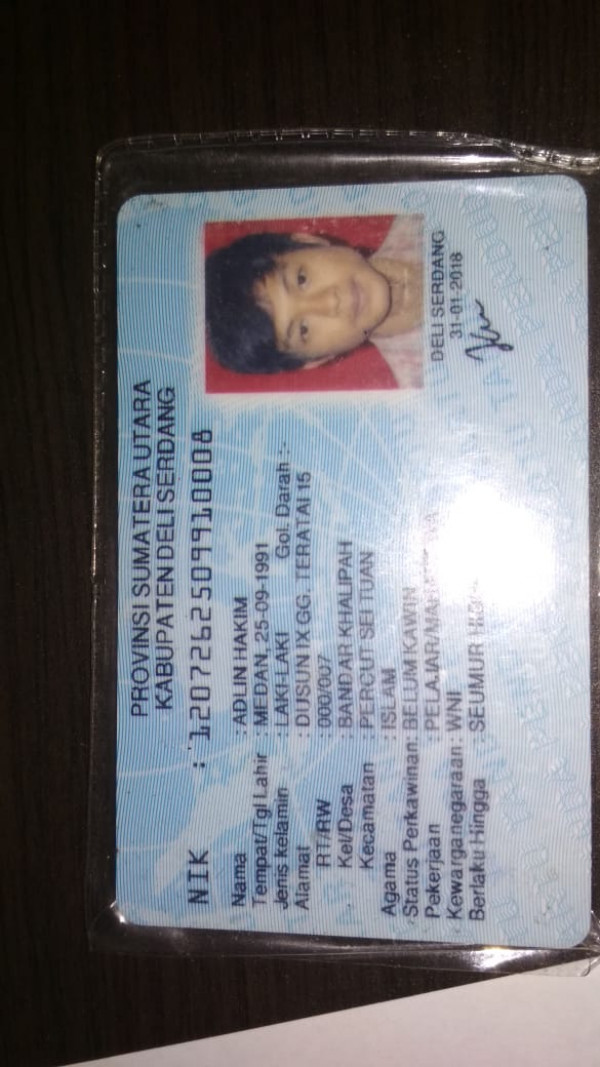 PROVINSI SUMATERA UTARA
KABUPATEN DELI SERDANG
NIK : 1207262509910008
Nama : ADLIN HAKIM
Tempat/Tgl Lahir : MEDAN, 25-09-1991
Jenis kelamin : LAKI-LAKI Gol. Darah :-
Alamat : DUSUN IX GG. TERATAI 15
RT/RW : 000/007
Kel/Desa : BANDAR KHALIPAH
Kecamatan : PERCUT SEI TUAN
Agama : ISLAM
Status Perkawinan: BELUM KAWIN
Pekerjaan : PELAJAR/
Kewarganegaraan : WNI
Berlaku Hingga : SEUMUR
DELI SERDANG
31-01-2018